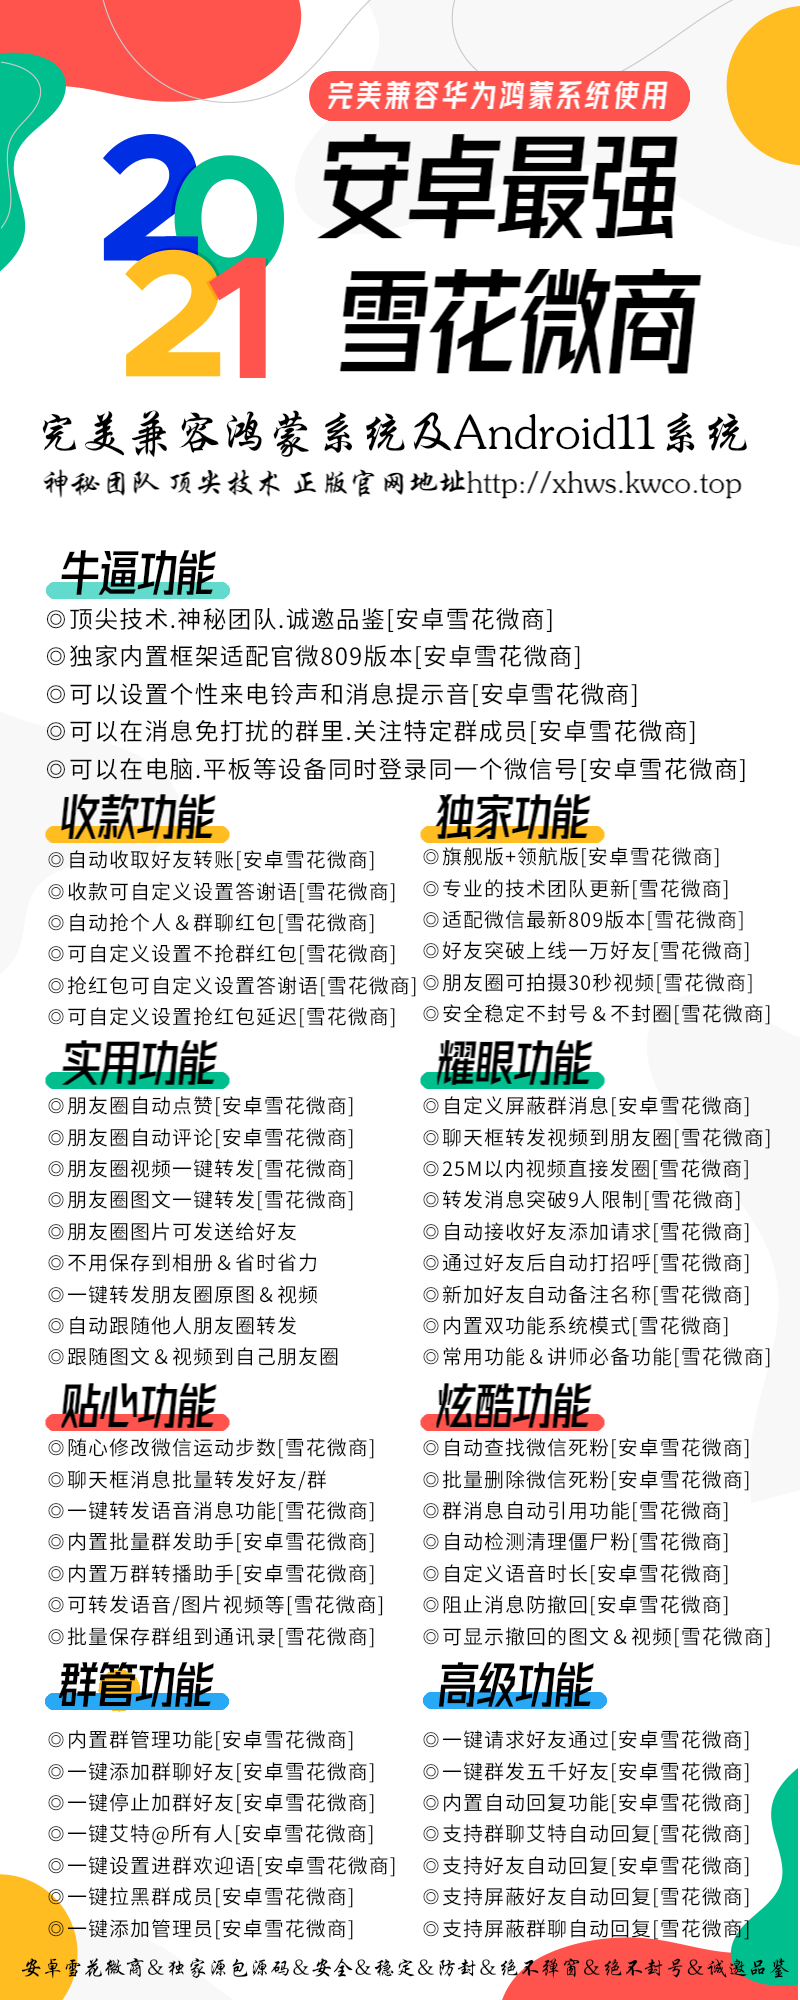 完美兼容华为鸿蒙系统使用
2021
安卓最强
雪花微商
完美兼容鸿蒙系统及Android11系统
神秘团队 顶尖技术 正版官网地址http://xhws.kwco.top
牛逼功能
◎顶尖技术.神秘团队.诚邀品鉴[安卓雪花微商]
◎独家内置框架适配官微809版本[安卓雪花微商]
◎可以设置个性来电铃声和消息提示音[安卓雪花微商]
◎可以在消息免打扰的群里.关注特定群成员[安卓雪花微商]
◎可以在电脑.平板等设备同时登录同一个微信号[安卓雪花微商]
收款功能
◎自动收取好友转账[安卓雪花微商]
◎收款可自定义设置答谢语[雪花微商]
◎自动抢个人＆群聊红包[雪花微商]
◎可自定义设置不抢群红包[雪花微商]
◎抢红包可自定义设置答谢语[雪花微商]
◎可自定义设置抢红包延迟[雪花微商]
独家功能
◎旗舰版+领航版[安卓雪花微商]
◎专业的技术团队更新[雪花微商]
◎适配微信最新809版本[雪花微商]
◎好友突破上线一万好友[雪花微商]
◎朋友圈可拍摄30秒视频[雪花微商]
◎安全稳定不封号＆不封圈[雪花微商]
实用功能
◎朋友圈自动点赞[安卓雪花微商]
◎朋友圈自动评论[安卓雪花微商]
◎朋友圈视频一键转发[雪花微商]
◎朋友圈图文一键转发[雪花微商]
◎朋友圈图片可发送给好友
◎不用保存到相册＆省时省力
◎一键转发朋友圈原图＆视频
◎自动跟随他人朋友圈转发
◎跟随图文＆视频到自己朋友圈
耀眼功能
◎自定义屏蔽群消息[安卓雪花微商]
◎聊天框转发视频到朋友圈[雪花微商]
◎25M以内视频直接发圈[雪花微商]
◎转发消息突破9人限制[雪花微商]
◎自动接收好友添加请求[雪花微商]
◎通过好友后自动打招呼[雪花微商]
◎新加好友自动备注名称[雪花微商]
◎内置双功能系统模式[雪花微商]
◎常用功能＆讲师必备功能[雪花微商]
贴心功能
◎随心修改微信运动步数[雪花微商]
◎聊天框消息批量转发好友/群
◎一键转发语音消息功能[雪花微商]
◎内置批量群发助手[安卓雪花微商]
◎内置万群转播助手[安卓雪花微商]
◎可转发语音/图片视频等[雪花微商]
◎批量保存群组到通讯录[雪花微商]
炫酷功能
◎自动查找微信死粉[安卓雪花微商]
◎批量删除微信死粉[安卓雪花微商]
◎群消息自动引用功能[雪花微商]
◎自动检测清理僵尸粉[雪花微商]
◎自定义语音时长[安卓雪花微商]
◎阻止消息防撤回[安卓雪花微商]
◎可显示撤回的图文＆视频[雪花微商]
群管功能
◎内置群管理功能[安卓雪花微商]
◎一键添加群聊好友[安卓雪花微商]
◎一键停止加群好友[安卓雪花微商]
◎一键艾特@所有人[安卓雪花微商]
◎一键设置进群欢迎语[安卓雪花微商]
◎一键拉黑群成员[安卓雪花微商]
◎一键添加管理员[安卓雪花微商]
高级功能
◎一键请求好友通过[安卓雪花微商]
◎一键群发五千好友[安卓雪花微商]
◎内置自动回复功能[安卓雪花微商]
◎支持群聊艾特自动回复[雪花微商]
◎支持好友自动回复[安卓雪花微商]
◎支持屏蔽好友自动回复[雪花微商]
◎支持屏蔽群聊自动回复[雪花微商]
安卓雪花微商＆独家源包源码＆安全＆稳定＆防封＆绝不弹窗＆绝不封号＆诚邀品鉴